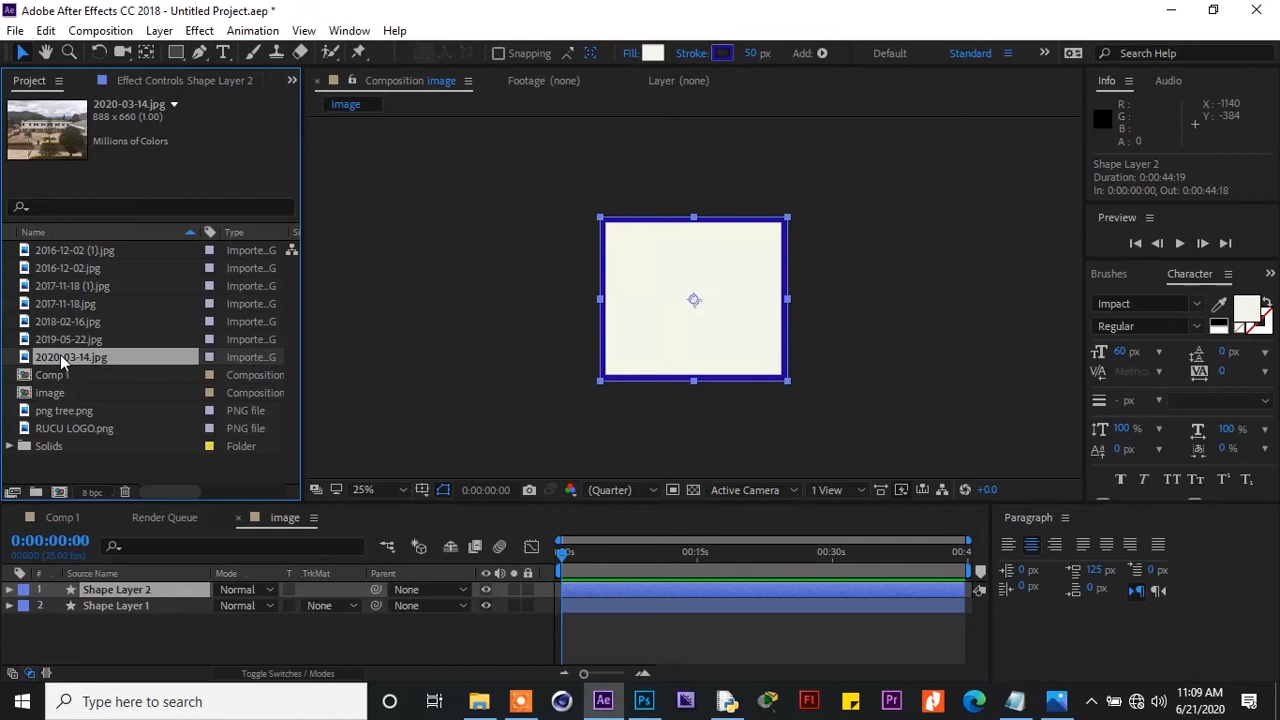 Adobe After Effects CC 2018 - Untitled Project.aep *
File Edit Composition Layer Effect Animation View Window Help
Snapping Fill: Stroke: 50 px Add: Default Standard Search Help
Project Effect Controls Shape Layer 2
Composition image Footage (none) Layer (none)
Info Audio
image
2020-03-14.jpg
888 x 660 (1.00)
Millions of Colors
R :
G :
B :
A : 0
X : -1140
Y : -384
Shape Layer 2
Duration: 0:00:44:19
In: 0:00:00:00, Out: 0:00:44:18
Preview
Brushes Character
Impact
Regular
60 px 0 px
Metrics 0
- px
100 % 100 %
0 px 0 %
T T TT Tт T¹ T₁
Name Type Si
2016-12-02 (1).jpg Importe...G
2016-12-02.jpg Importe...G
2017-11-18 (1).jpg Importe...G
2017-11-18.jpg Importe...G
2018-02-16.jpg Importe...G
2019-05-22.jpg Importe...G
2020-03-14.jpg Importe...G
Comp 1 Composition
image Composition
png tree.png PNG file
RUCU LOGO.png PNG file
Solids Folder
8 bpc
25% 0:00:00:00 (Quarter) Active Camera 1 View +0.0
Comp 1 Render Queue image
0:00:00:00
00000 (25.00 fps)
:00s 00:15s 00:30s 00:4
# Source Name Mode T .TrkMat Parent
1 Shape Layer 2 Normal None
2 Shape Layer 1 Normal None None
Toggle Switches / Modes
Paragraph
0 px 125 px 0 px
0 px 0 px
Type here to search
11:09 AM
6/21/2020